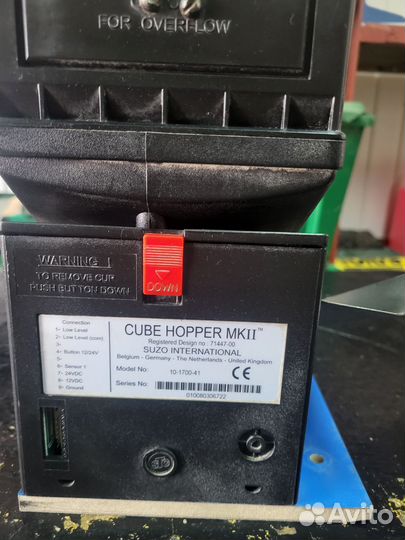 FOR OVERFLOW
WARNING !
TO REMOVE CUP
PUSH BUTTON DOWN
DOWN
Connection
1- Low Level
2- Low Level (com)
3-
4- Button 12/24V
5-
6- Sensor 1
7- 24VDC
8- 12VDC
9- Ground
CUBE HOPPER MKII™
Registered Design no : 71447-00
SUZO INTERNATIONAL
Belgium - Germany - The Netherlands - United Kingdom
Model No: 10-1700-41 CE
Series No:
010080306722
Avito